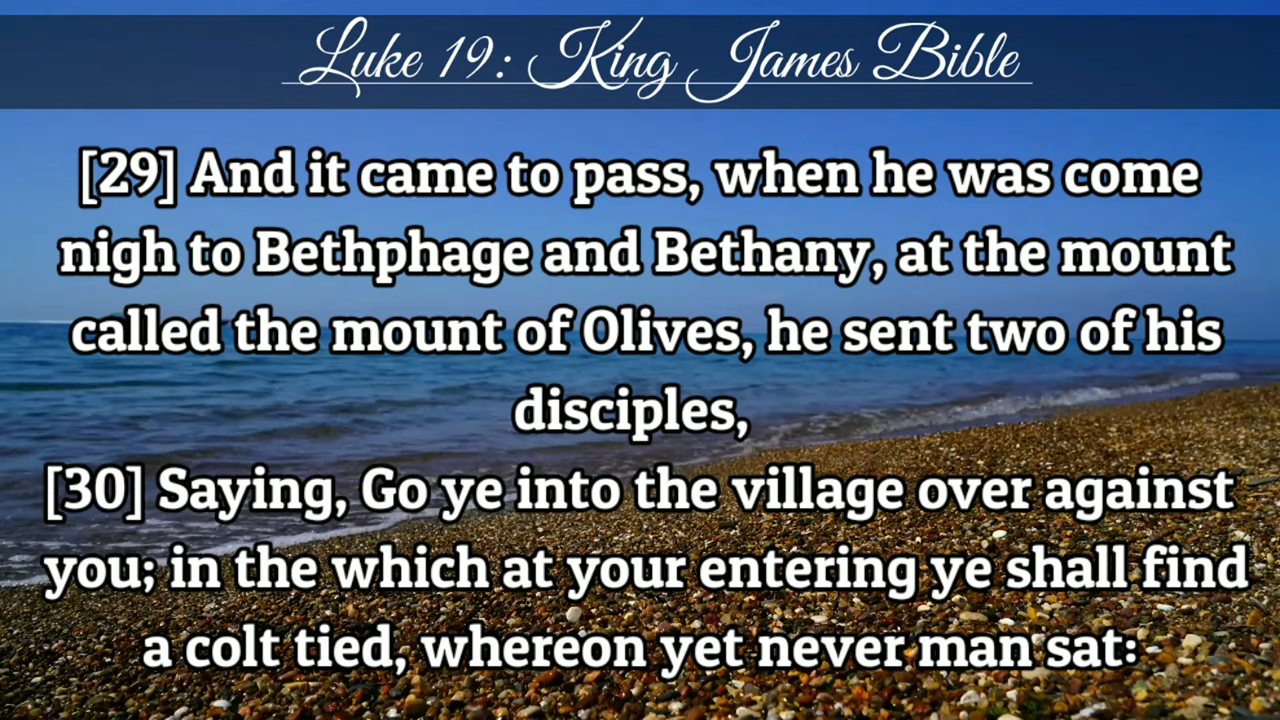 Luke 19: King James Bible
[29] And it came to pass, when he was come
nigh to Bethphage and Bethany, at the mount
called the mount of Olives, he sent two of his
disciples,
[30] Saying, Go ye into the village over against
you; in the which at your entering ye shall find
a colt tied, whereon yet never man sat: